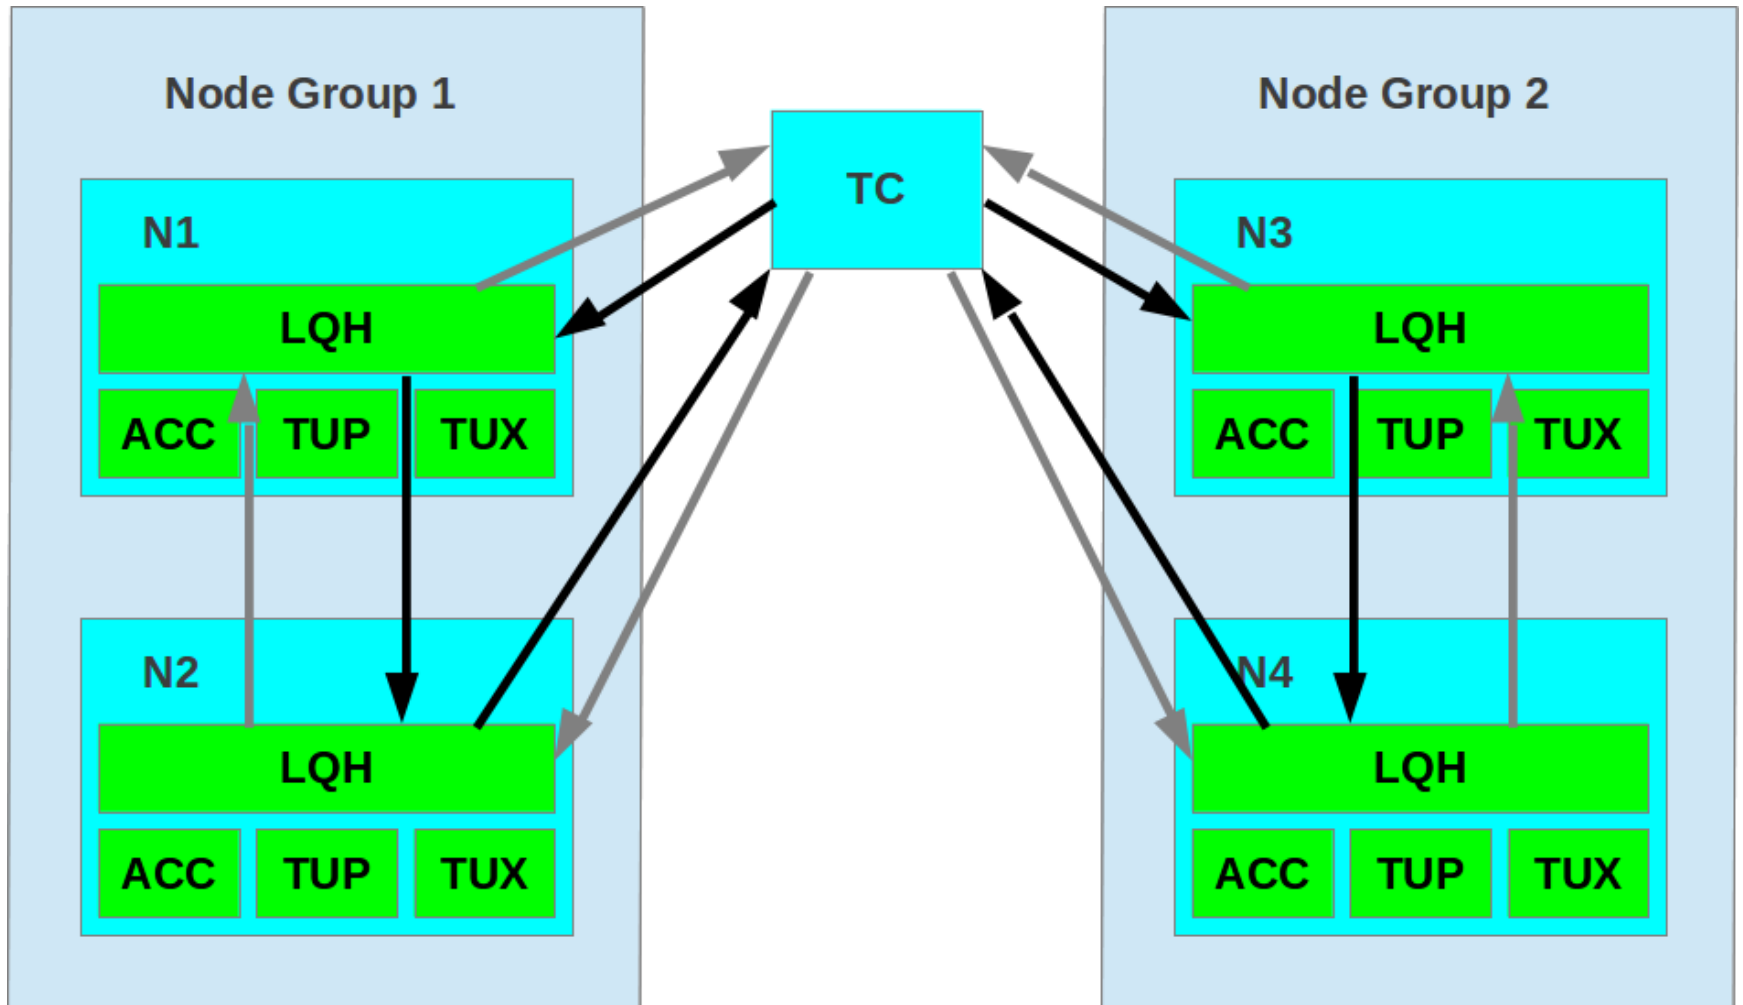 Node Group 1
N1
LQH
ACC TUP TUX
N2
LQH
ACC TUP TUX
TC
Node Group 2
N3
LQH
ACC TUP TUX
N4
LQH
ACC TUP TUX